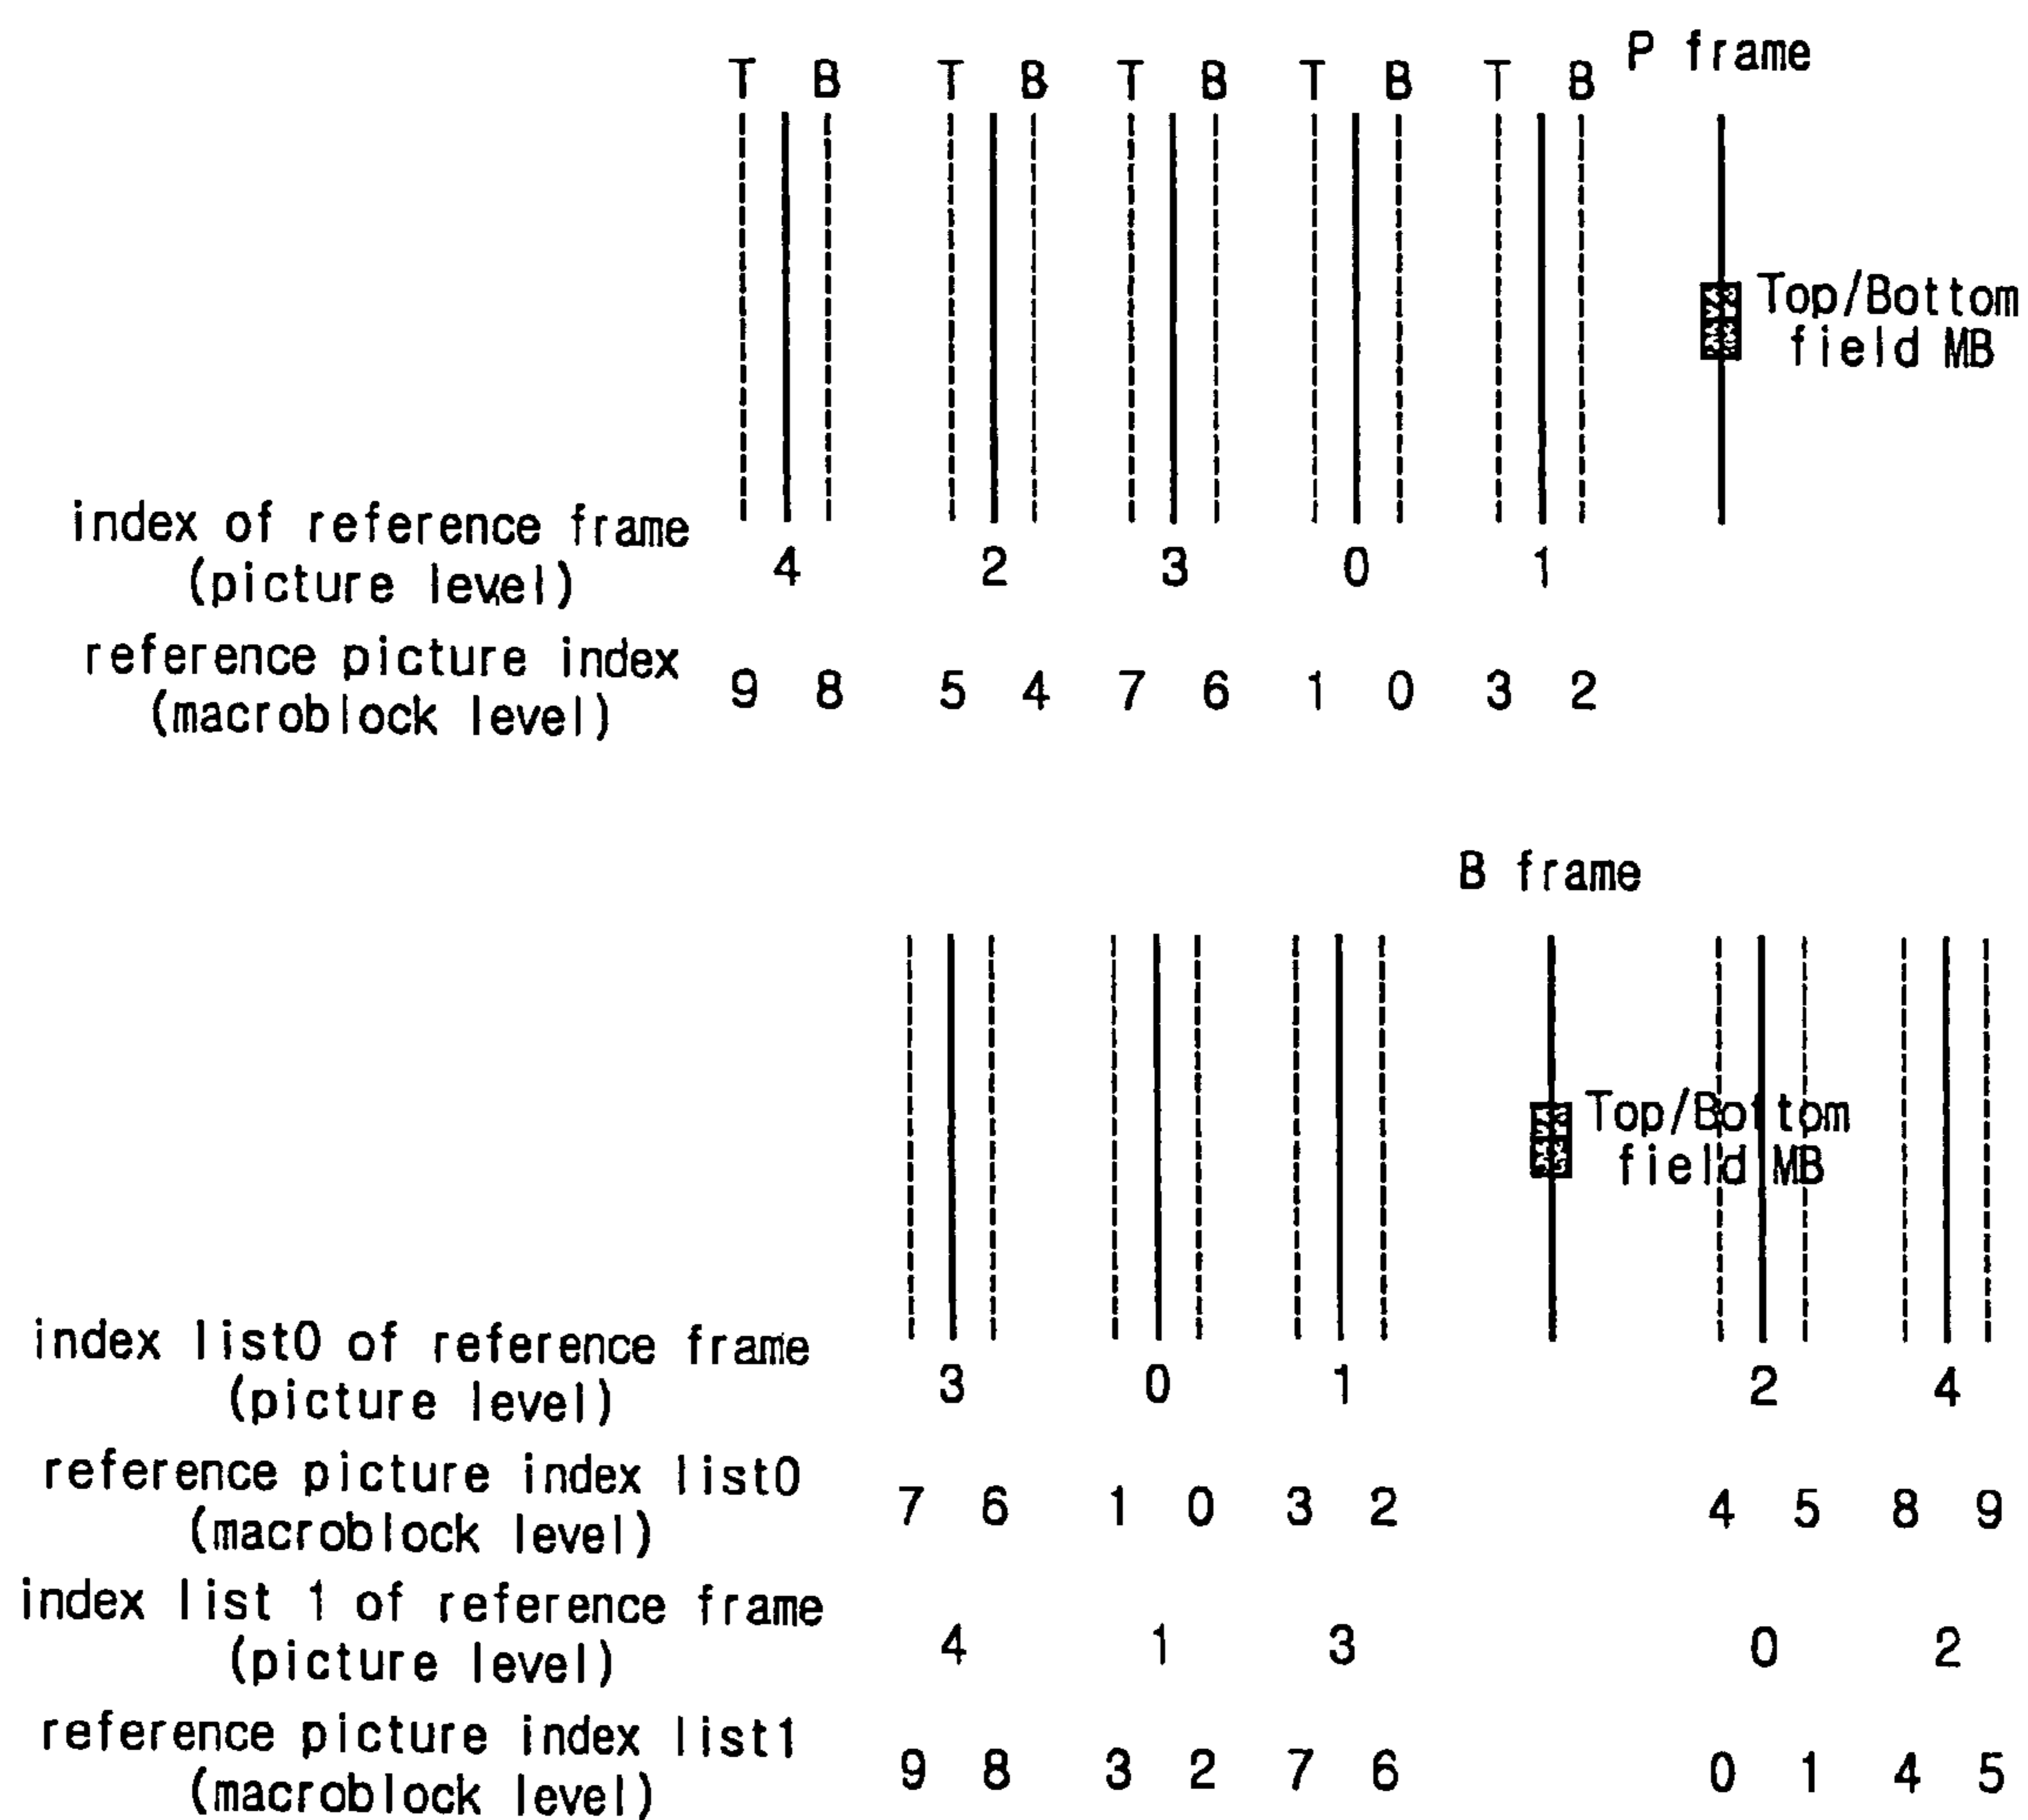 P frame
T B T B T B T B T B
Top/Bottom
field MB
index of reference frame
(picture level)
4 2 3 0 1
reference picture index
(macroblock level)
9 8 5 4 7 6 1 0 3 2
B frame
Top/Bottom
field MB
index list0 of reference frame
(picture level)
3 0 1 2 4
reference picture index list0
(macroblock level)
7 6 1 0 3 2 4 5 8 9
index list 1 of reference frame
(picture level)
4 1 3 0 2
reference picture index list1
(macroblock level)
9 8 3 2 7 6 0 1 4 5